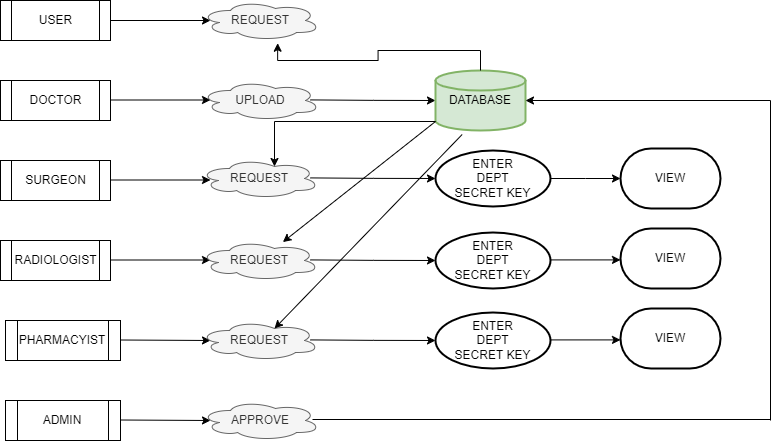 USER
REQUEST
DOCTOR
UPLOAD
DATABASE
SURGEON
REQUEST
ENTER
DEPT
SECRET KEY
VIEW
RADIOLOGIST
REQUEST
ENTER
DEPT
SECRET KEY
VIEW
PHARMACYIST
REQUEST
ENTER
DEPT
SECRET KEY
VIEW
ADMIN
APPROVE